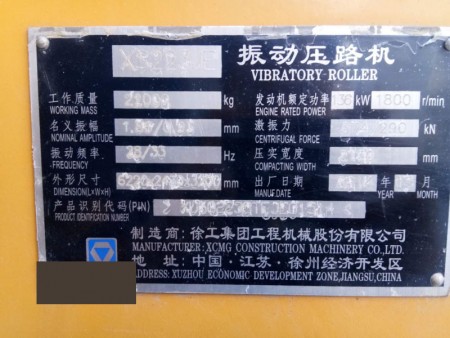 振动压路机
VIBRATORY ROLLER
工作质量 kg 发动机额定功率 kW 1800 r/min
WORKING MASS ENGINE RATED POWER
名义振幅 mm 激振力 kN
NOMINAL AMPLITUDE CENTRIFUGAL FORCE
振动频率 28/33 Hz 压实宽度 mm
FREQUENCY COMPACTING WIDTH
外形尺寸 mm 出厂日期 年 月
DIMENSION(L×W×H) MANUF.DATE YEAR MONTH
产品识别代码(PIN)
PRODUCT IDENTIFICATION NUMBER
制造商:徐工集团工程机械股份有限公司
MANUFACTURER:XCMG CONSTRUCTION MACHINERY CO.,LTD.
地 址:中国·江苏·徐州经济开发区
ADDRESS: XUZHOU ECONOMIC DEVELOPMENT ZONE,JIANGSU,CHINA